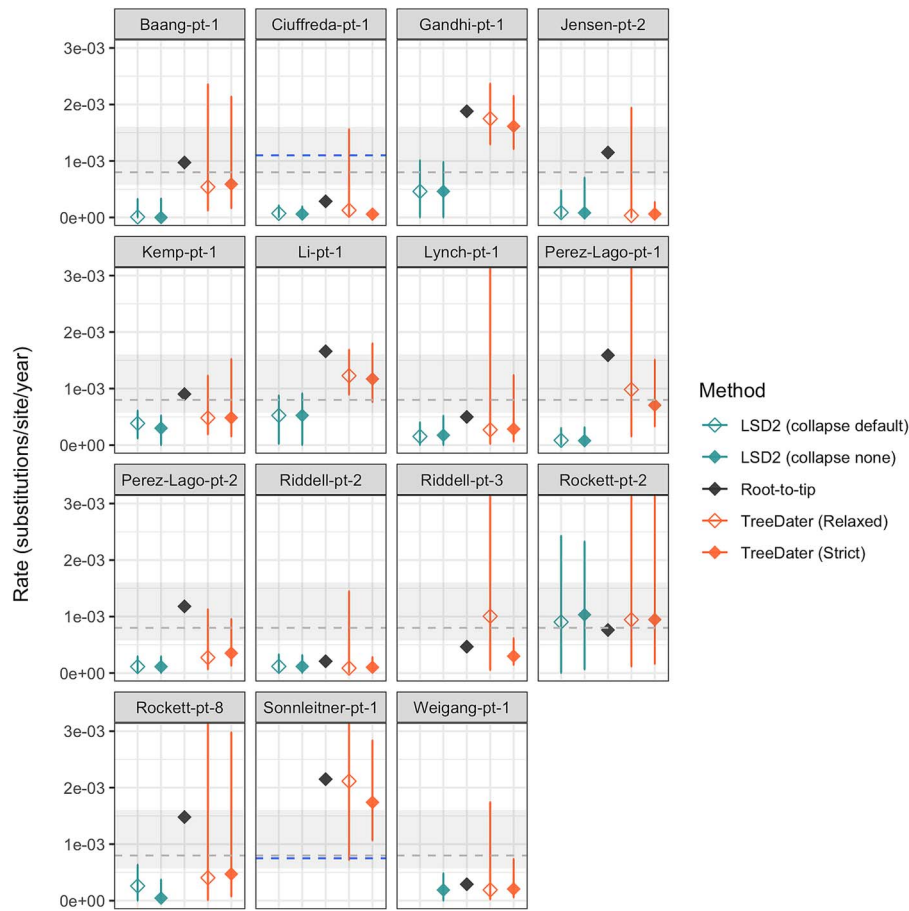 Baang-pt-1 Ciuffreda-pt-1 Gandhi-pt-1 Jensen-pt-2
3e-03
2e-03
1e-03
0e+00
Kemp-pt-1 Li-pt-1 Lynch-pt-1 Perez-Lago-pt-1
3e-03
2e-03
1e-03
0e+00
Perez-Lago-pt-2 Riddell-pt-2 Riddell-pt-3 Rockett-pt-2
3e-03
2e-03
1e-03
0e+00
Rockett-pt-8 Sonnleitner-pt-1 Weigang-pt-1
3e-03
2e-03
1e-03
0e+00
Rate (substitutions/site/year)
Method
LSD2 (collapse default)
LSD2 (collapse none)
Root-to-tip
TreeDater (Relaxed)
TreeDater (Strict)